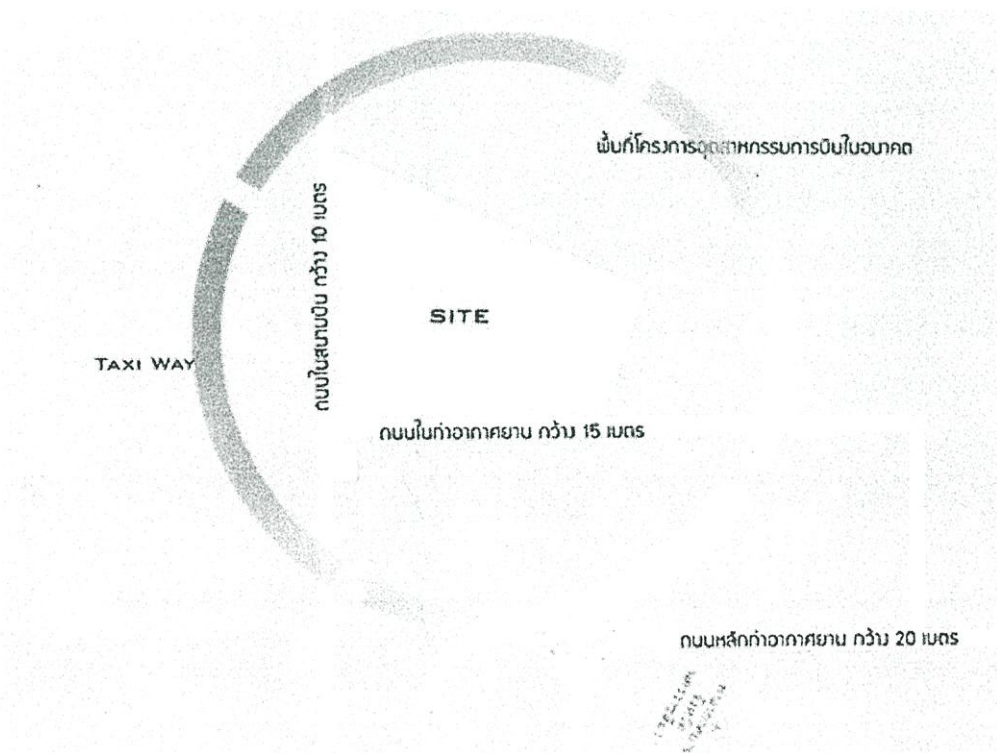 พื้นที่โครงการอุตสาหกรรมการบินในอนาคต
ถนนในสนามบิน กว้าง 10 เมตร
SITE
TAXI WAY
ถนนในท่าอากาศยาน กว้าง 15 เมตร
ถนนหลักท่าอากาศยาน กว้าง 20 เมตร